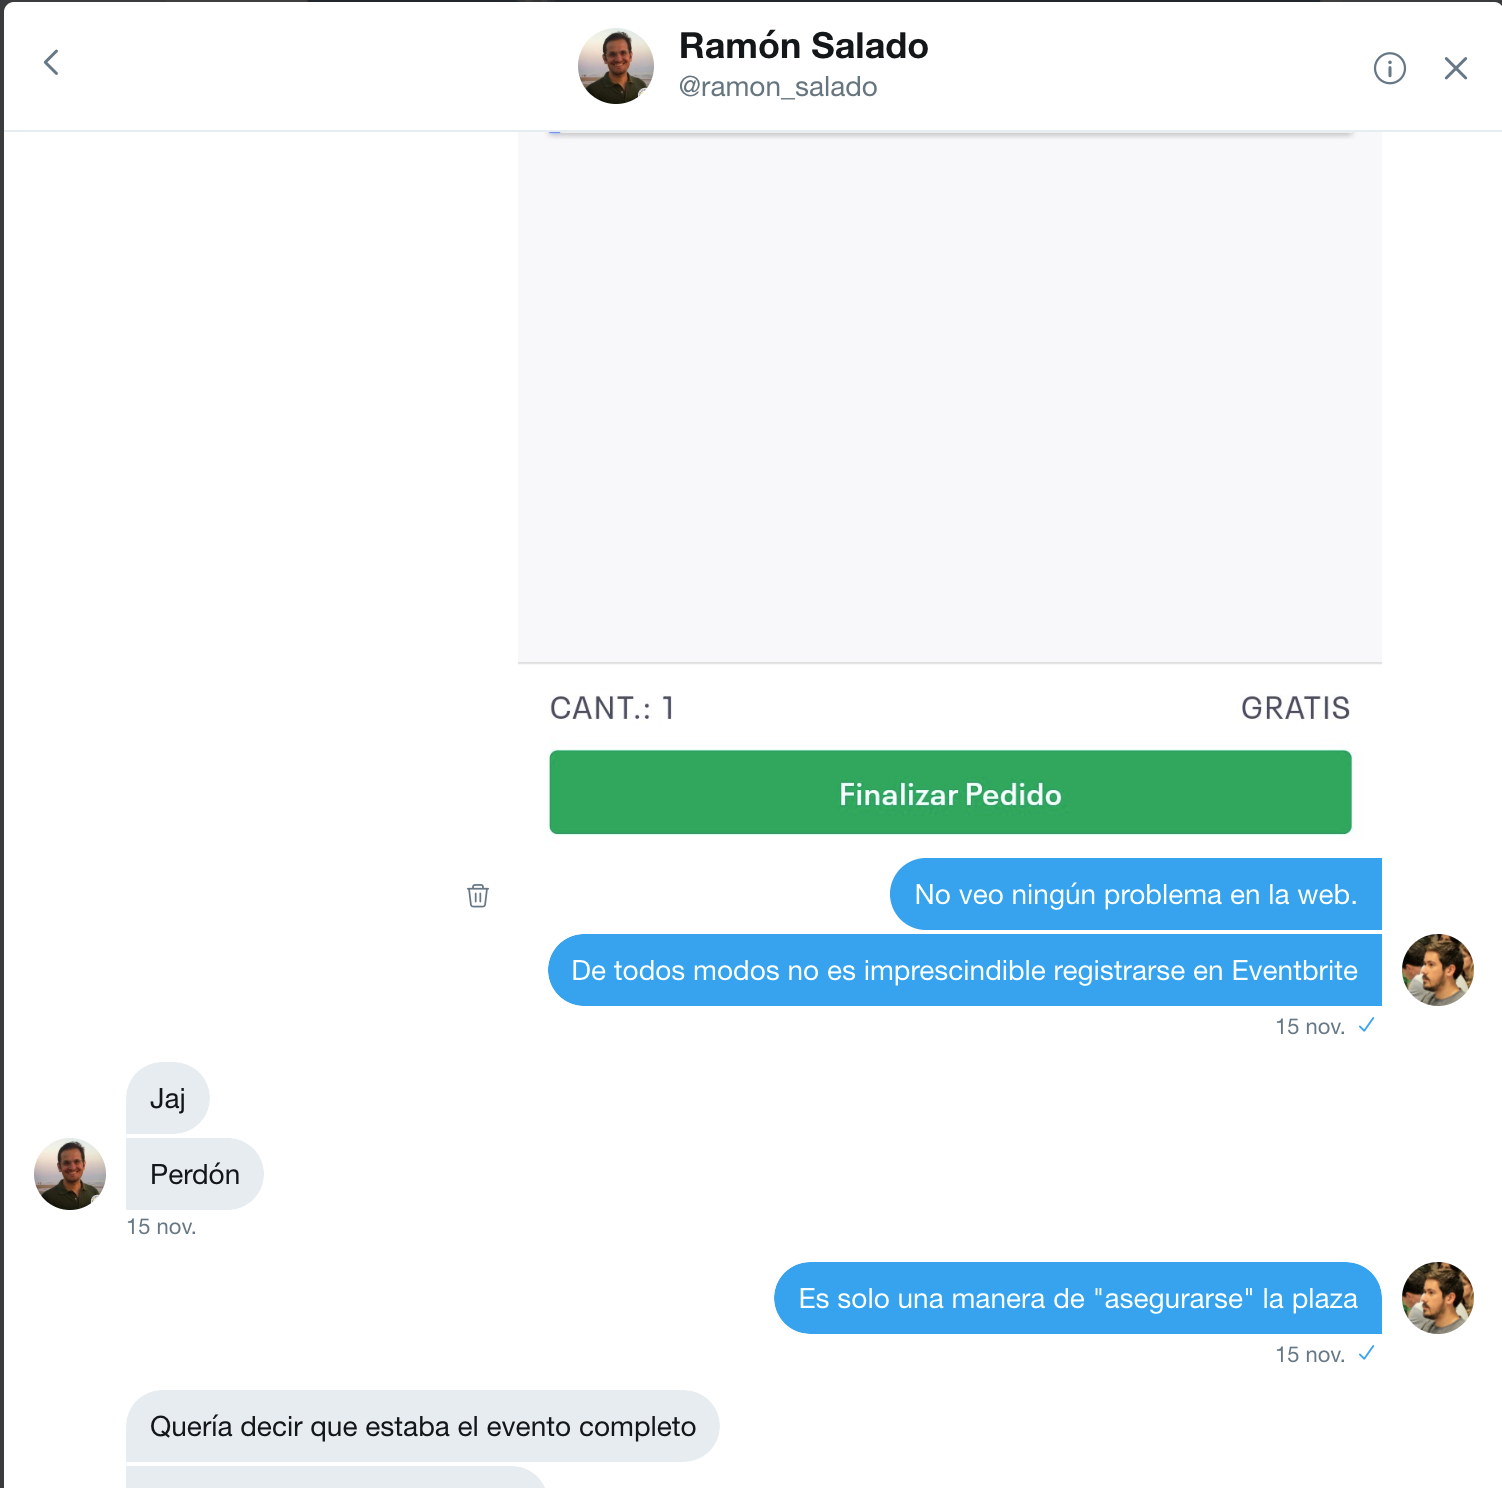 Ramón Salado
@ramon_salado
CANT.: 1
GRATIS
Finalizar Pedido
No veo ningún problema en la web.
De todos modos no es imprescindible registrarse en Eventbrite
15 nov.
Jaj
Perdón
15 nov.
Es solo una manera de "asegurarse" la plaza
15 nov.
Quería decir que estaba el evento completo